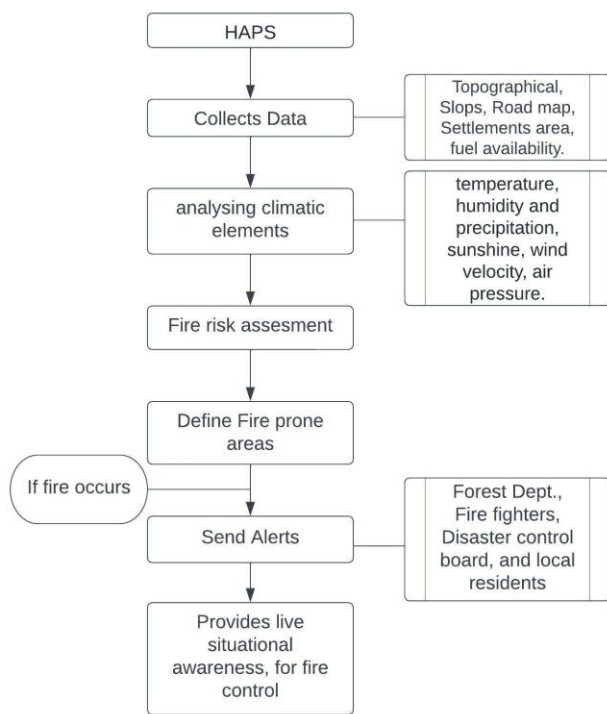 HAPS
Collects Data
Topographical,
Slops, Road map,
Settlements area,
fuel availability.
analysing climatic
elements
temperature,
humidity and
precipitation,
sunshine, wind
velocity, air
pressure.
Fire risk assesment
Define Fire prone
areas
If fire occurs
Send Alerts
Forest Dept.,
Fire fighters,
Disaster control
board, and local
residents
Provides live
situational
awareness, for fire
control